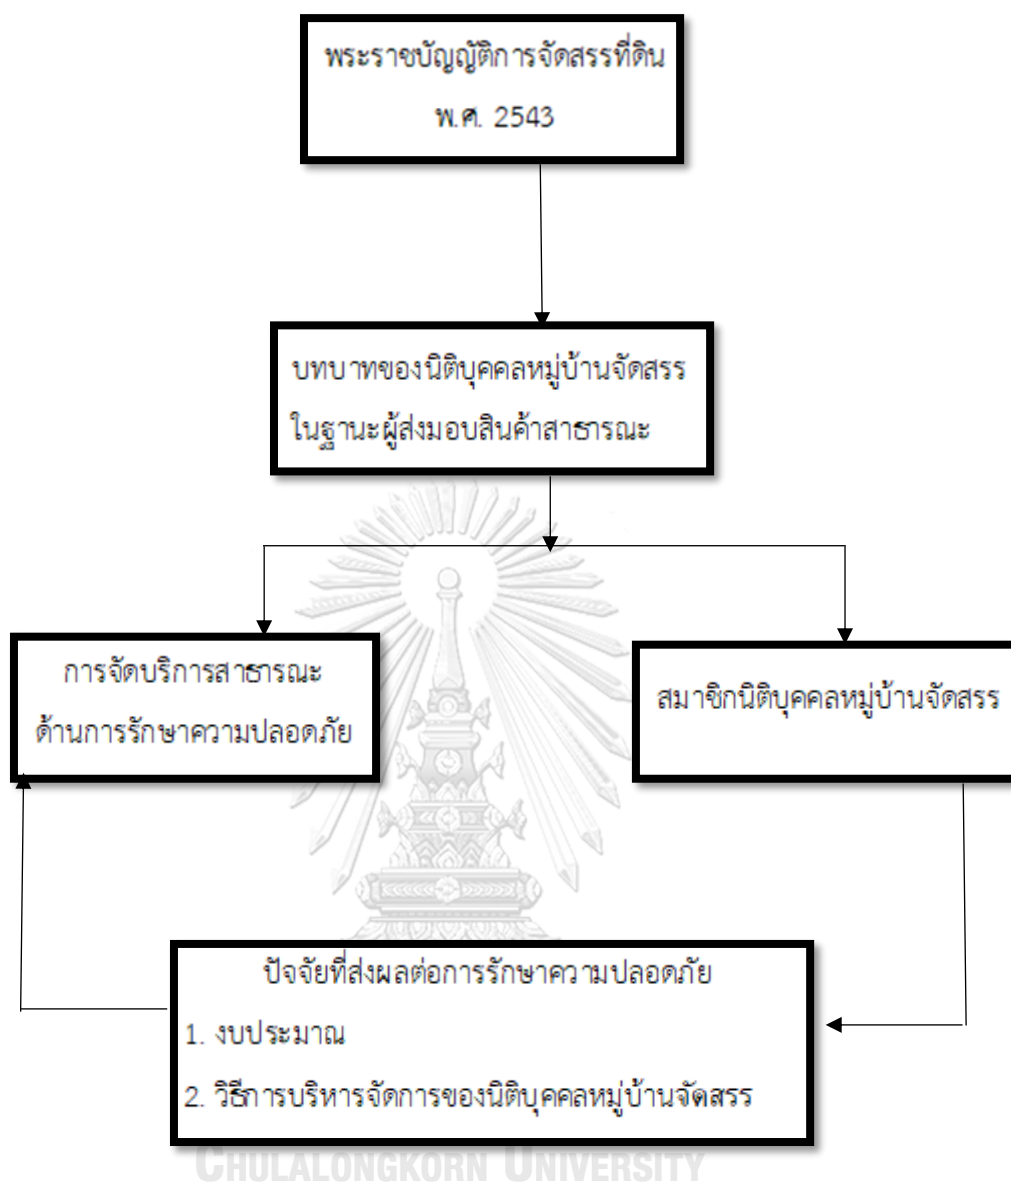 พระราชบัญญัติการจัดสรรที่ดิน
พ.ศ. 2543
บทบาทของนิติบุคคลหมู่บ้านจัดสรร
ในฐานะผู้ส่งมอบสินค้าสาธารณะ
การจัดบริการสาธารณะ
ด้านการรักษาความปลอดภัย
สมาชิกนิติบุคคลหมู่บ้านจัดสรร
ปัจจัยที่ส่งผลต่อการรักษาความปลอดภัย
1. งบประมาณ
2. วิธีการบริหารจัดการของนิติบุคคลหมู่บ้านจัดสรร
CHULALONGKORN UNIVERSITY